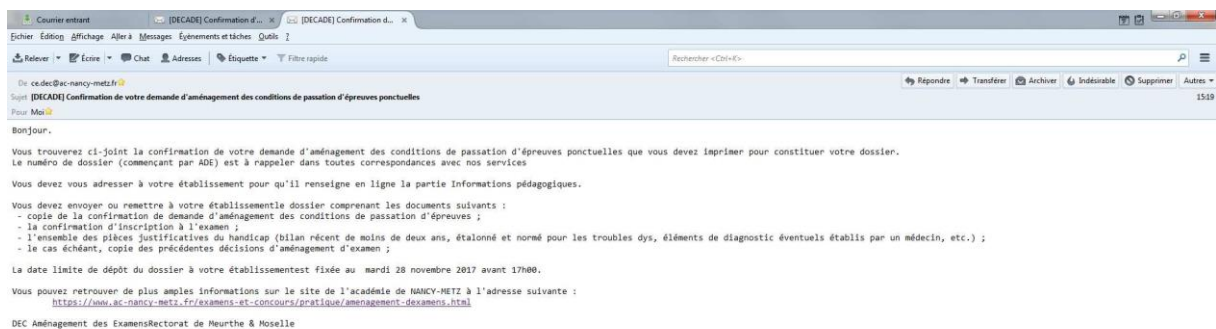 Courrier entrant [DECADE] Confirmation d'... × [DECADE] Confirmation d... ×
Fichier Édition Affichage Aller à Messages Évènements et tâches Outils ?
Relever Écrire Chat Adresses Étiquette Filtre rapide Rechercher <Ctrl+K>
De ce.dec@ac-nancy-metz.fr Répondre Transférer Archiver Indésirable Supprimer Autres
Sujet [DECADE] Confirmation de votre demande d'aménagement des conditions de passation d'épreuves ponctuelles 15:19
Pour Moi
Bonjour.
Vous trouverez ci-joint la confirmation de votre demande d'aménagement des conditions de passation d'épreuves ponctuelles que vous devez imprimer pour constituer votre dossier.
Le numéro de dossier (commençant par ADE) est à rappeler dans toutes correspondances avec nos services
Vous devez vous adresser à votre établissement pour qu'il renseigne en ligne la partie Informations pédagogiques.
Vous devez envoyer ou remettre à votre établissementle dossier comprenant les documents suivants :
- copie de la confirmation de demande d'aménagement des conditions de passation d'épreuves ;
- la confirmation d'inscription à l'examen ;
- l'ensemble des pièces justificatives du handicap (bilan récent de moins de deux ans, étalonné et normé pour les troubles dys, éléments de diagnostic éventuels établis par un médecin, etc.) ;
- le cas échéant, copie des précédentes décisions d'aménagement d'examen ;
La date limite de dépôt du dossier à votre établissementest fixée au mardi 28 novembre 2017 avant 17h00.
Vous pouvez retrouver de plus amples informations sur le site de l'académie de NANCY-METZ à l'adresse suivante :
https://www.ac-nancy-metz.fr/examens-et-concours/pratique/amenagement-dexamens.html
DEC Aménagement des ExamensRectorat de Meurthe & Moselle